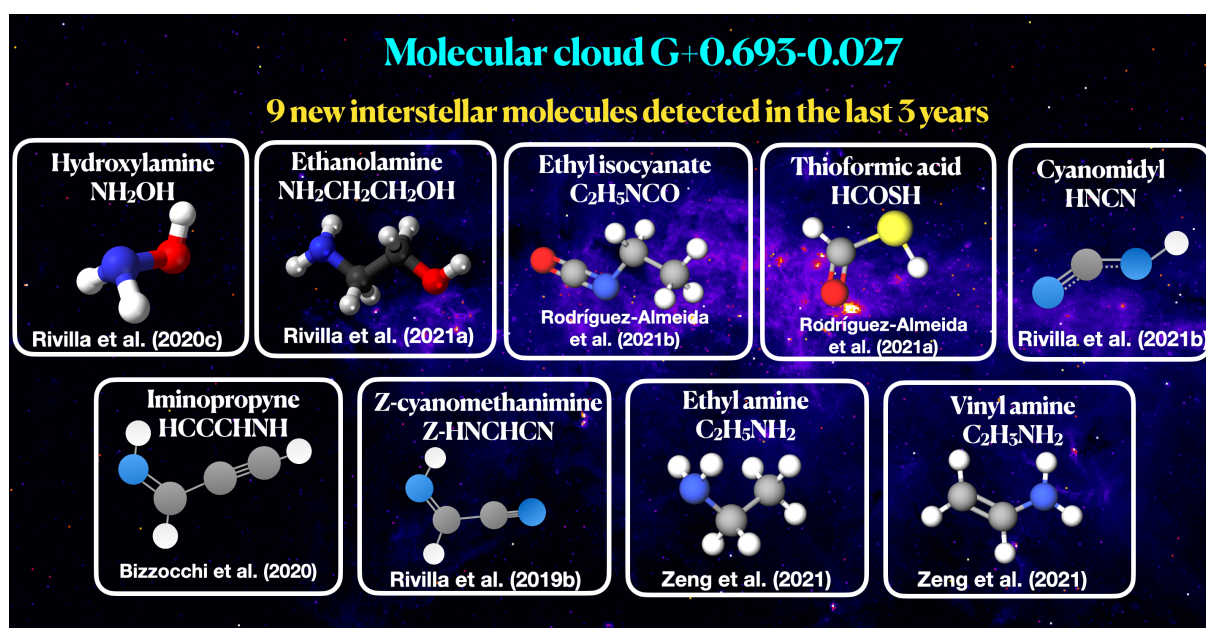 Molecular cloud G+0.693-0.027
9 new interstellar molecules detected in the last 3 years
Hydroxylamine
NH₂OH
Rivilla et al. (2020c)
Ethanolamine
NH₂CH₂CH₂OH
Rivilla et al. (2021a)
Ethyl isocyanate
C₂H₅NCO
Rodríguez-Almeida
et al. (2021b)
Thioformic acid
HCOSH
Rodríguez-Almeida
et al. (2021a)
Cyanomidyl
HNCN
Rivilla et al. (2021b)
Iminopropyne
HCCCHNH
Bizzocchi et al. (2020)
Z-cyanomethanimine
Z-HNCHCN
Rivilla et al. (2019b)
Ethyl amine
C₂H₅NH₂
Zeng et al. (2021)
Vinyl amine
C₂H₃NH₂
Zeng et al. (2021)